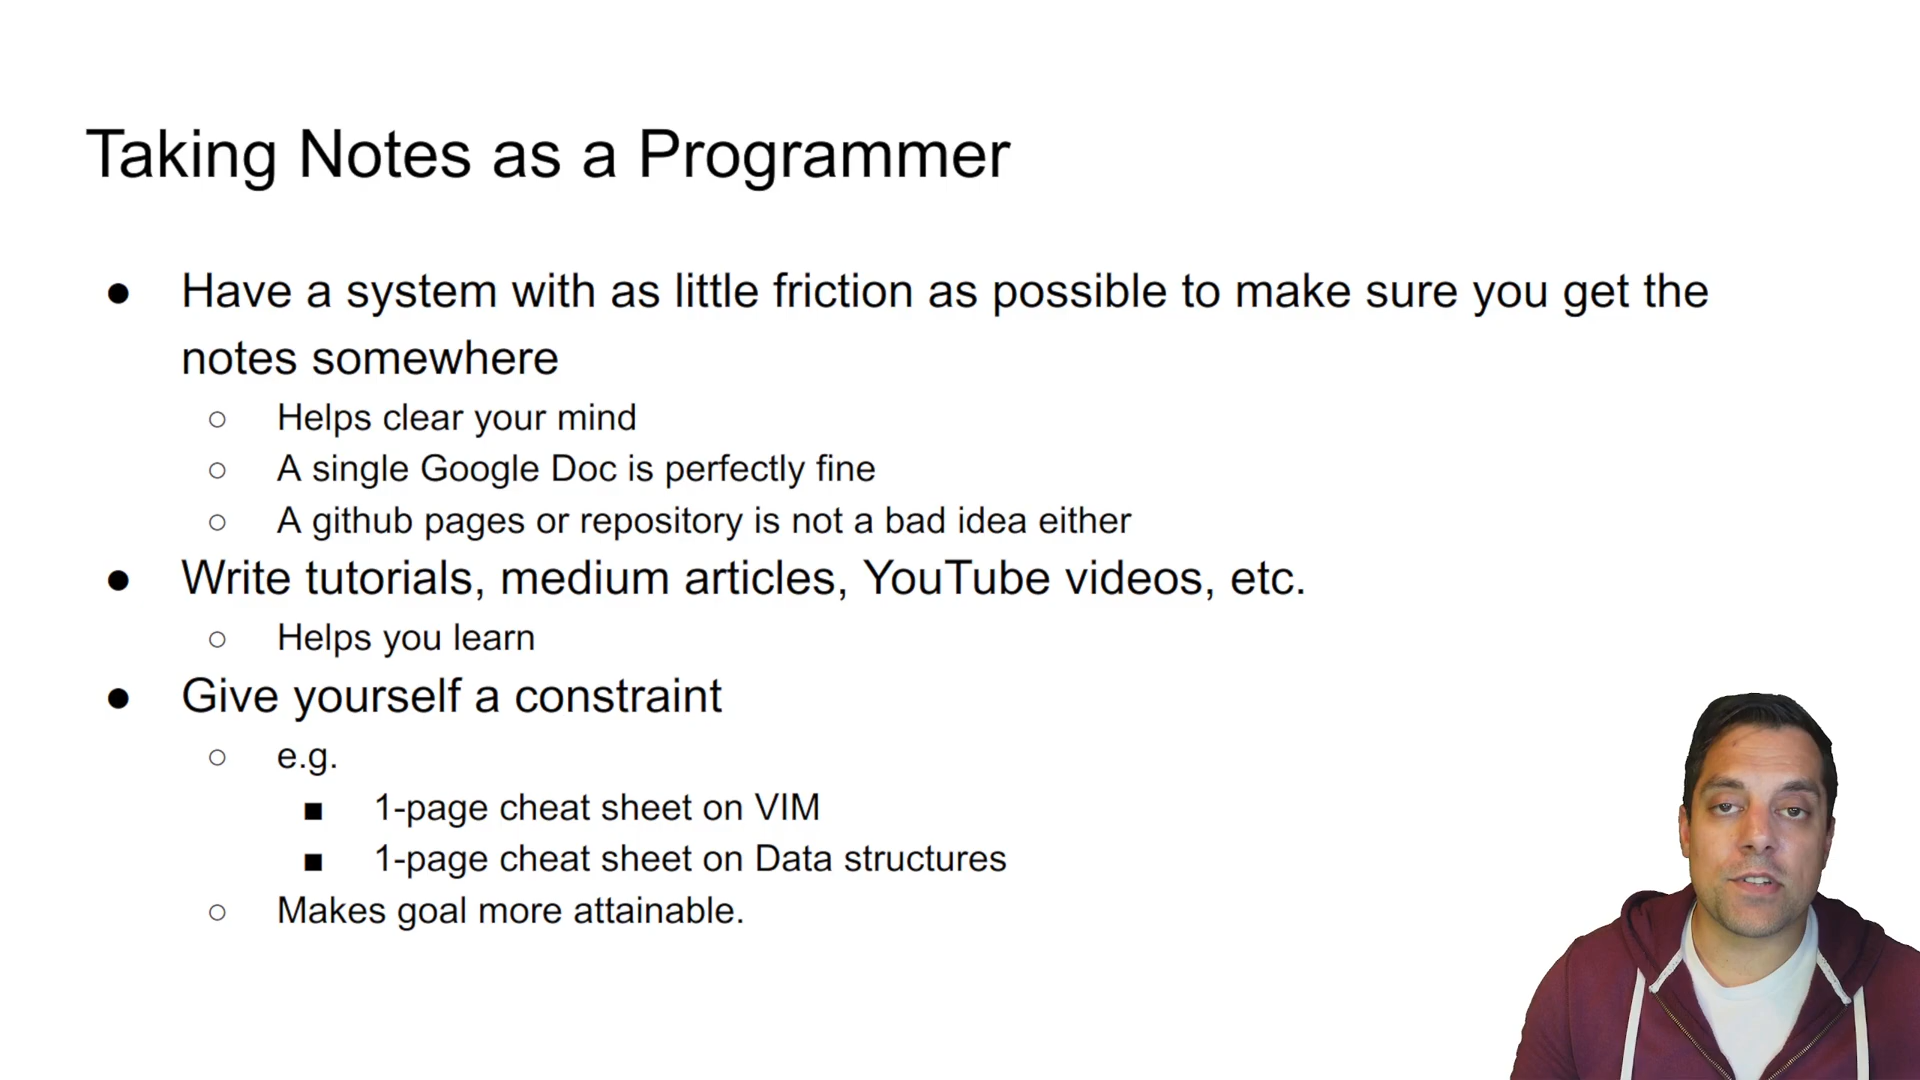 Taking Notes as a Programmer
● Have a system with as little friction as possible to make sure you get the
notes somewhere
○ Helps clear your mind
○ A single Google Doc is perfectly fine
○ A github pages or repository is not a bad idea either
● Write tutorials, medium articles, YouTube videos, etc.
○ Helps you learn
● Give yourself a constraint
○ e.g.
■ 1-page cheat sheet on VIM
■ 1-page cheat sheet on Data structures
○ Makes goal more attainable.